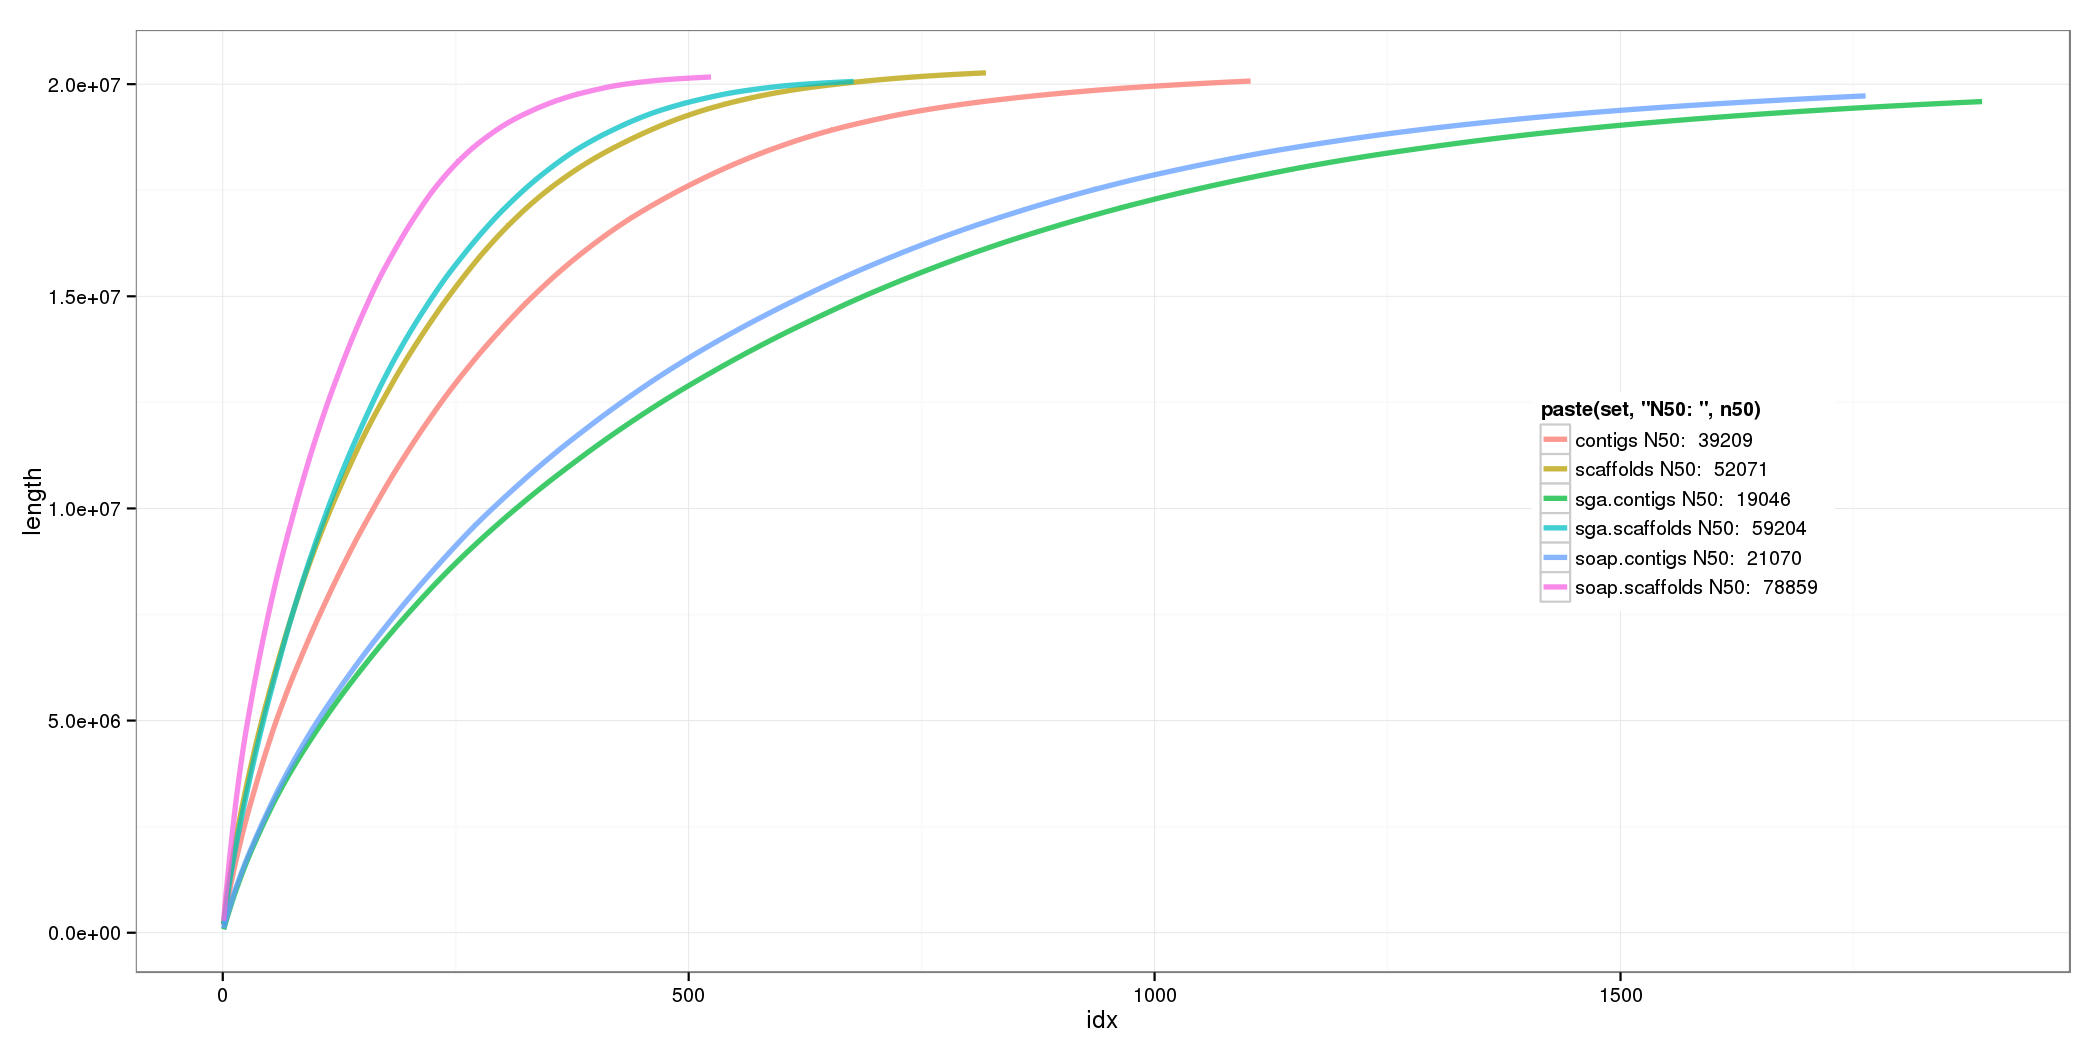 2.0e+07
1.5e+07
1.0e+07
5.0e+06
0.0e+00
length
0
500
1000
1500
idx
paste(set, "N50: ", n50)
contigs N50:  39209
scaffolds N50:  52071
sga.contigs N50:  19046
sga.scaffolds N50:  59204
soap.contigs N50:  21070
soap.scaffolds N50:  78859